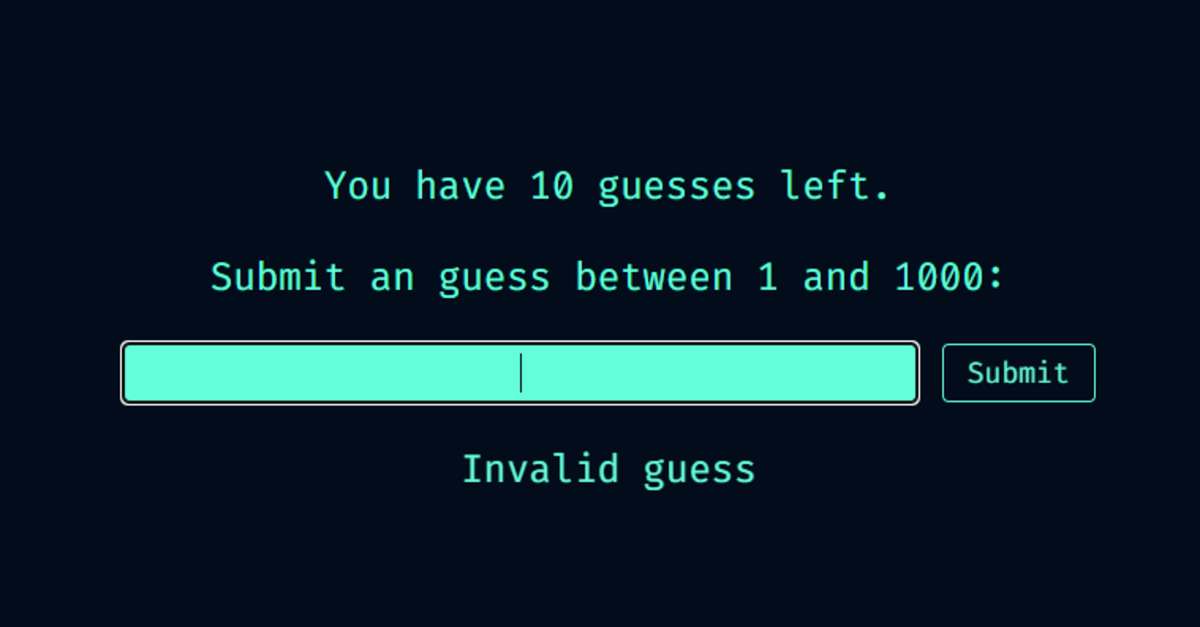 You have 10 guesses left.
Submit an guess between 1 and 1000:
Submit
Invalid guess